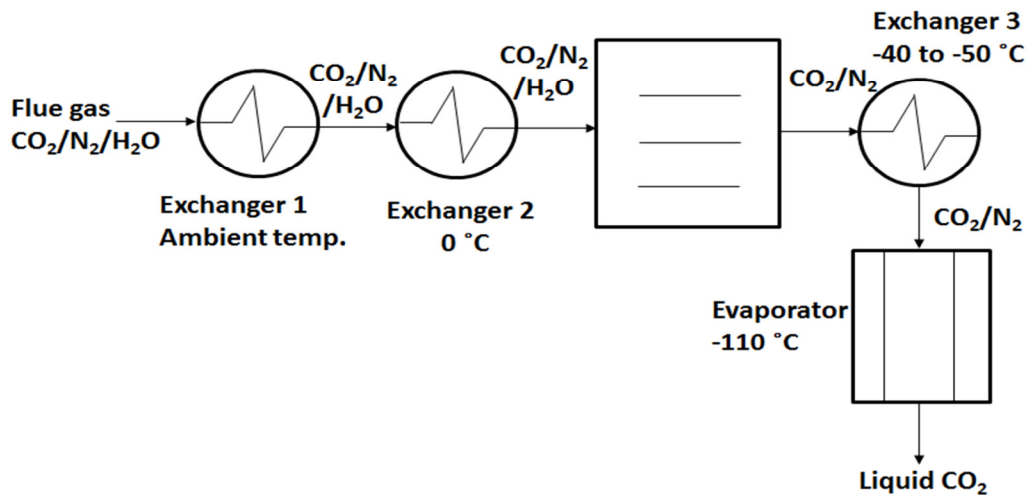 Flue gas
CO₂/N₂/H₂O
Exchanger 1
Ambient temp.
CO₂/N₂
/H₂O
Exchanger 2
0 ˚C
CO₂/N₂
/H₂O
CO₂/N₂
Exchanger 3
-40 to -50 ˚C
CO₂/N₂
Evaporator
-110 ˚C
Liquid CO₂